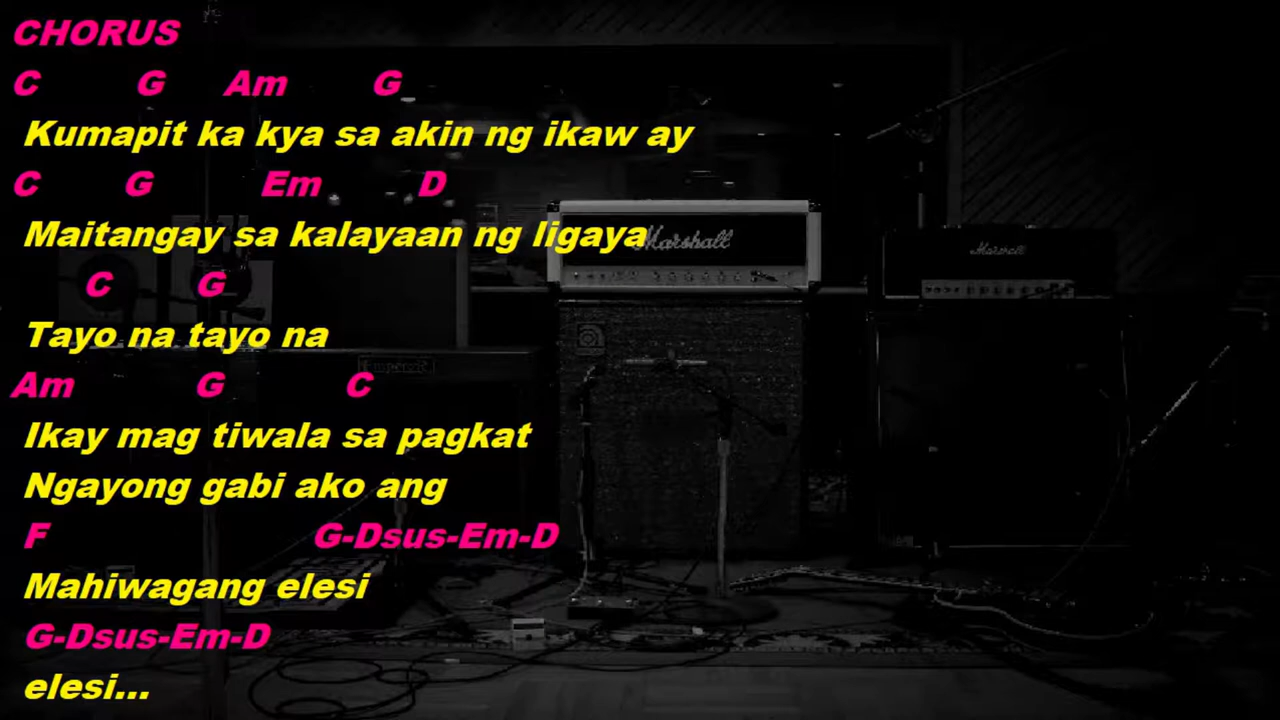 CHORUS
C G Am G
Kumapit ka kya sa akin ng ikaw ay
C G Em D
Maitangay sa kalayaan ng ligaya
Marshall
Marshall
C G
Tayo na tayo na
Am G C
Ikay mag tiwala sa pagkat
Ngayong gabi ako ang
F G-Dsus-Em-D
Mahiwagang elesi
G-Dsus-Em-D
elesi...